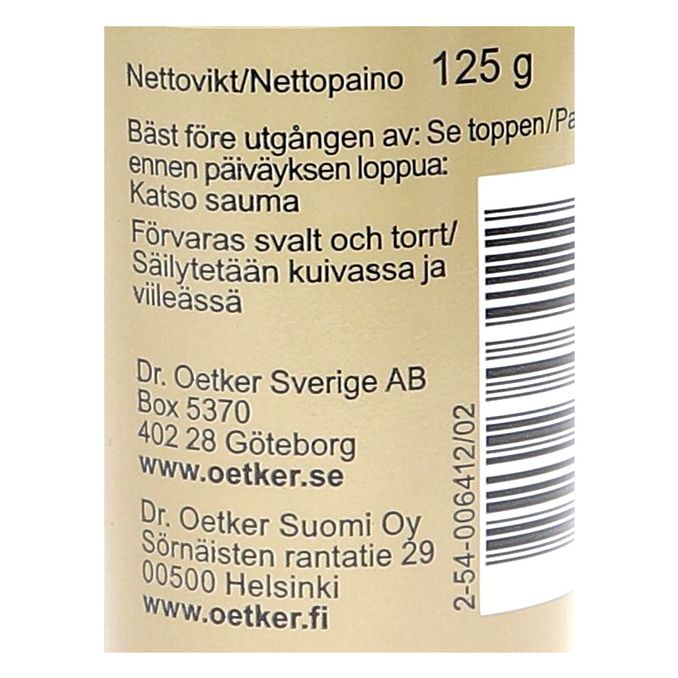 Nettovikt/Nettopaino 125 g
Bäst före utgången av: Se toppen/Pa
ennen päiväyksen loppua:
Katso sauma
Förvaras svalt och torrt/
Säilytetään kuivassa ja
viileässä
Dr. Oetker Sverige AB
Box 5370
402 28 Göteborg
www.oetker.se
Dr. Oetker Suomi Oy
Sörnäisten rantatie 29
00500 Helsinki
www.oetker.fi
2-54-006412/02